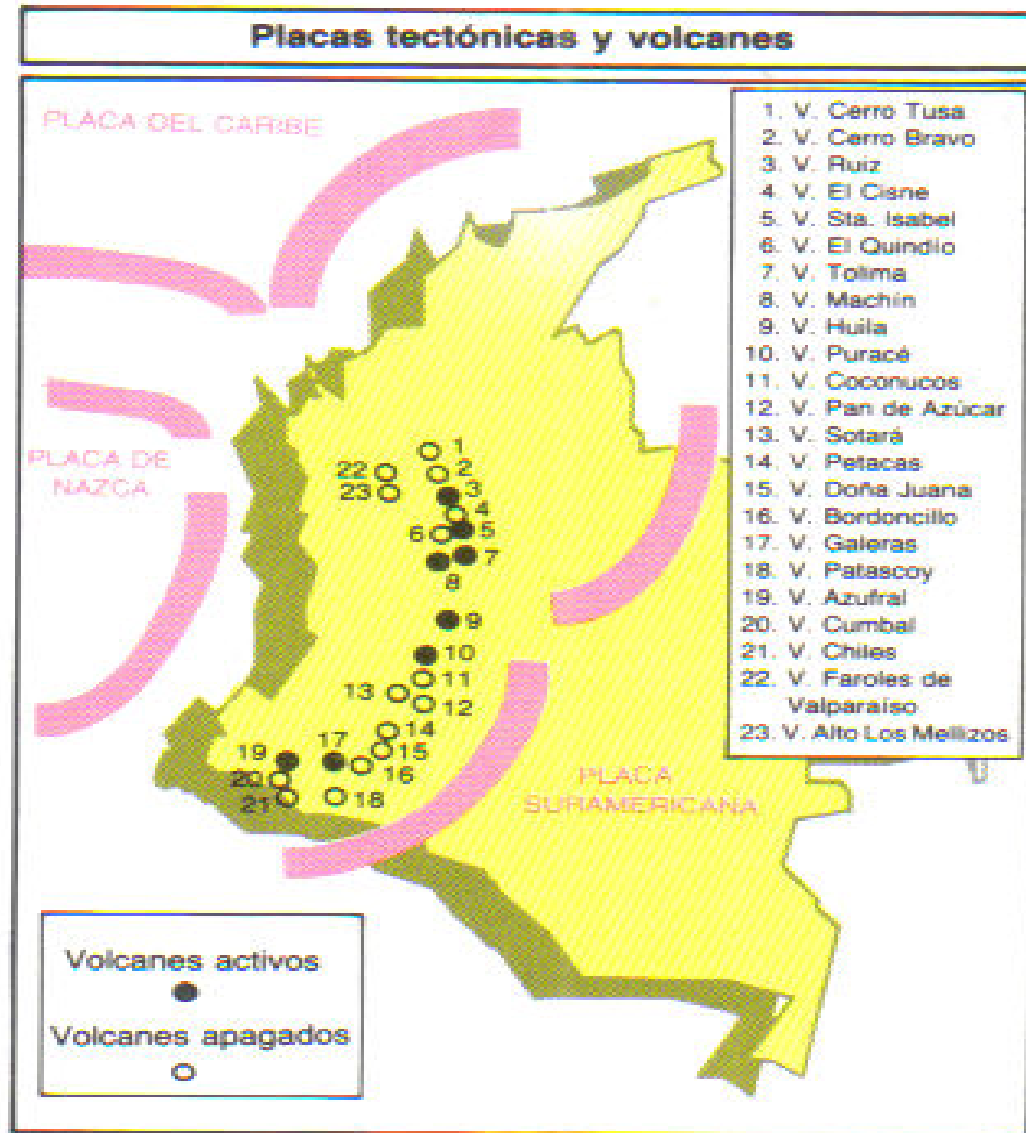 Placas tectónicas y volcanes
PLACA DEL CARIBE
1. V. Cerro Tusa
2. V. Cerro Bravo
3. V. Ruiz
4. V. El Cisne
5. V. Sta. Isabel
6. V. El Quindio
7. V. Tolima
8. V. Machín
9. V. Huila
10. V. Puracé
11. V. Coconucos
12. V. Pan de Azúcar
13. V. Sotará
14. V. Petacas
15. V. Doña Juana
16. V. Bordoncillo
17. V. Galeras
18. V. Patascoy
19. V. Azufral
20. V. Cumbal
21. V. Chiles
22. V. Faroles de
Valparaíso
23. V. Alto Los Mellizos
PLACA DE
NAZCA
1
22
2
23
3
4
6
5
7
8
9
10
11
13
12
14
19
17
15
16
20
21
18
PLACA
SURAMERICANA
Volcanes activos
Volcanes apagados